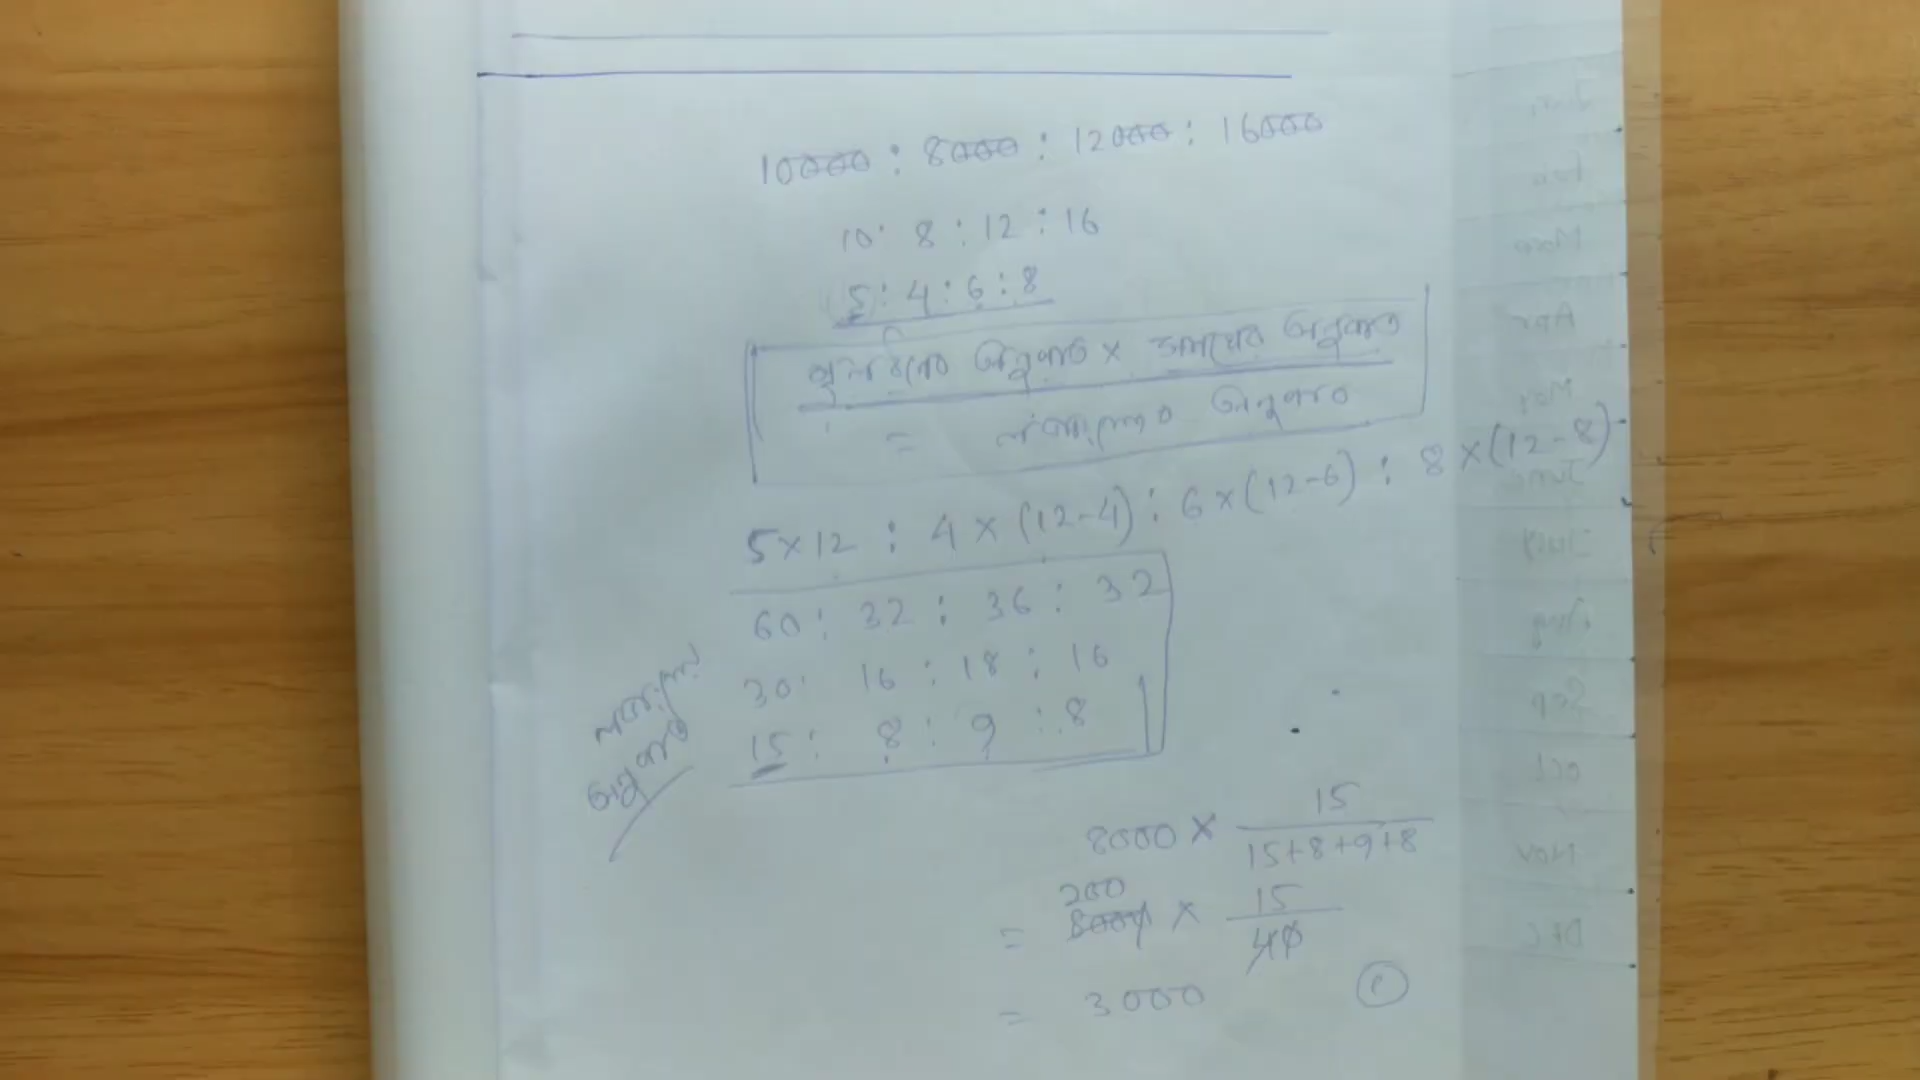 10000 : 8000 : 12000 : 16000
10 : 8 : 12 : 16
5 : 4 : 6 : 8
মূলধনের অনুপাত × সময়ের অনুপাত
= লভ্যাংশের অনুপাত
5×12 : 4×(12-4) : 6×(12-6) : 8×(12-8)
60 : 32 : 36 : 32
30 : 16 : 18 : 16
15 : 8 : 9 : 8
লভ্যাংশের
অনুপাত
8000 × 15
15+8+9+8
200
= 8000 × 15
40
= 3000